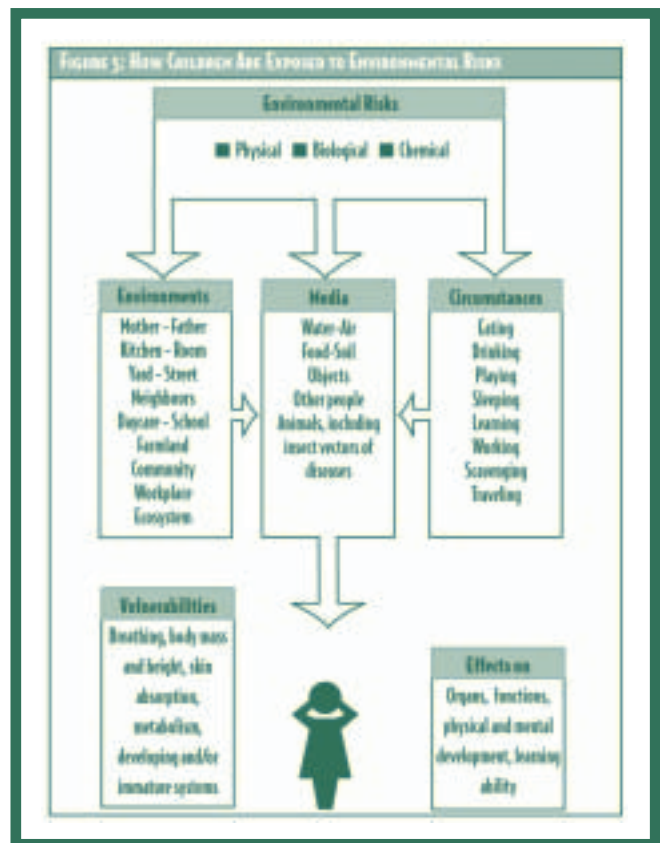 Figure 5: How Children Are Exposed to Environmental Risks
Environmental Risks
Physical Biological Chemical
Environments
Mother - Father
Kitchen - Room
Yard - Street
Neighbours
Daycare - School
Farmland
Community
Workplace
Ecosystem
Media
Water-Air
Food-Soil
Objects
Other people
Animals, including
insect vectors of
diseases
Circumstances
Eating
Drinking
Playing
Sleeping
Learning
Working
Scavenging
Traveling
Vulnerabilities
Breathing, body mass
and height, skin
absorption,
metabolism,
developing and/or
immature systems
Effects on
Organs, functions,
physical and mental
development, learning
ability